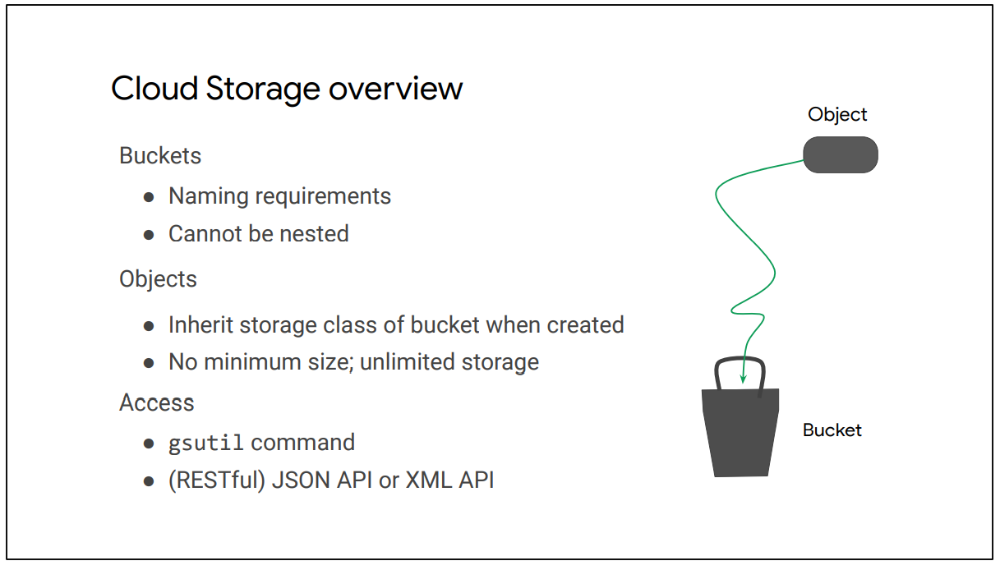 Cloud Storage overview
Buckets
● Naming requirements
● Cannot be nested
Objects
● Inherit storage class of bucket when created
● No minimum size; unlimited storage
Access
● gsutil command
● (RESTful) JSON API or XML API
Object
Bucket